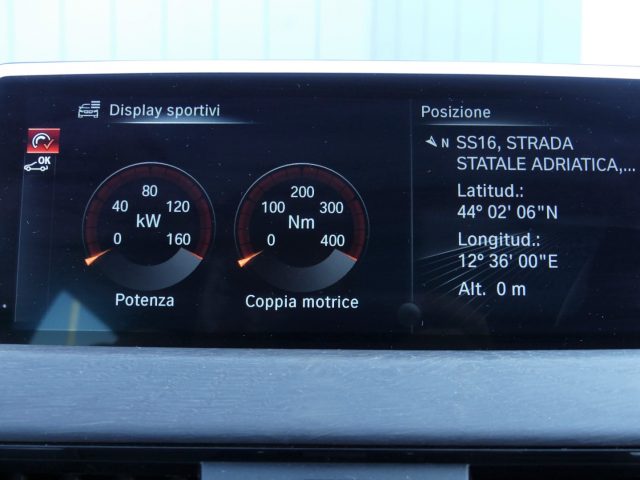 Display sportivi
OK
80
40
120
kW
0
160
Potenza
200
100
300
Nm
0
400
Coppia motrice
Posizione
N SS16, STRADA
STATALE ADRIATICA,...
Latitud.:
44° 02' 06"N
Longitud.:
12° 36' 00"E
Alt. 0 m